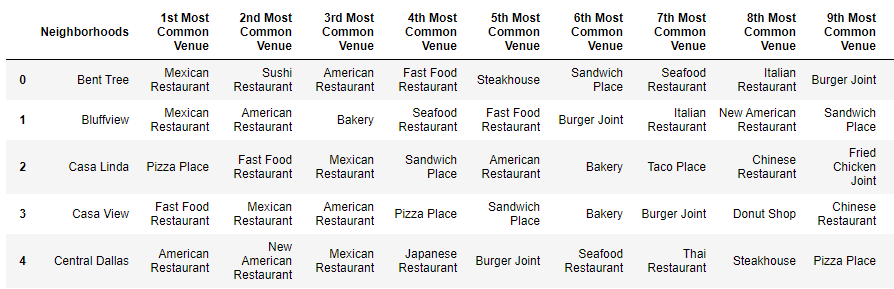 Neighborhoods 1st Most Common Venue 2nd Most Common Venue 3rd Most Common Venue 4th Most Common Venue 5th Most Common Venue 6th Most Common Venue 7th Most Common Venue 8th Most Common Venue 9th Most Common Venue
0 Bent Tree Mexican Restaurant Sushi Restaurant American Restaurant Fast Food Restaurant Steakhouse Sandwich Place Seafood Restaurant Italian Restaurant Burger Joint
1 Bluffview Mexican Restaurant American Restaurant Bakery Seafood Restaurant Fast Food Restaurant Burger Joint Italian Restaurant New American Restaurant Sandwich Place
2 Casa Linda Pizza Place Fast Food Restaurant Mexican Restaurant Sandwich Place American Restaurant Bakery Taco Place Chinese Restaurant Fried Chicken Joint
3 Casa View Fast Food Restaurant Mexican Restaurant American Restaurant Pizza Place Sandwich Place Bakery Burger Joint Donut Shop Chinese Restaurant
4 Central Dallas American Restaurant New American Restaurant Mexican Restaurant Japanese Restaurant Burger Joint Seafood Restaurant Thai Restaurant Steakhouse Pizza Place